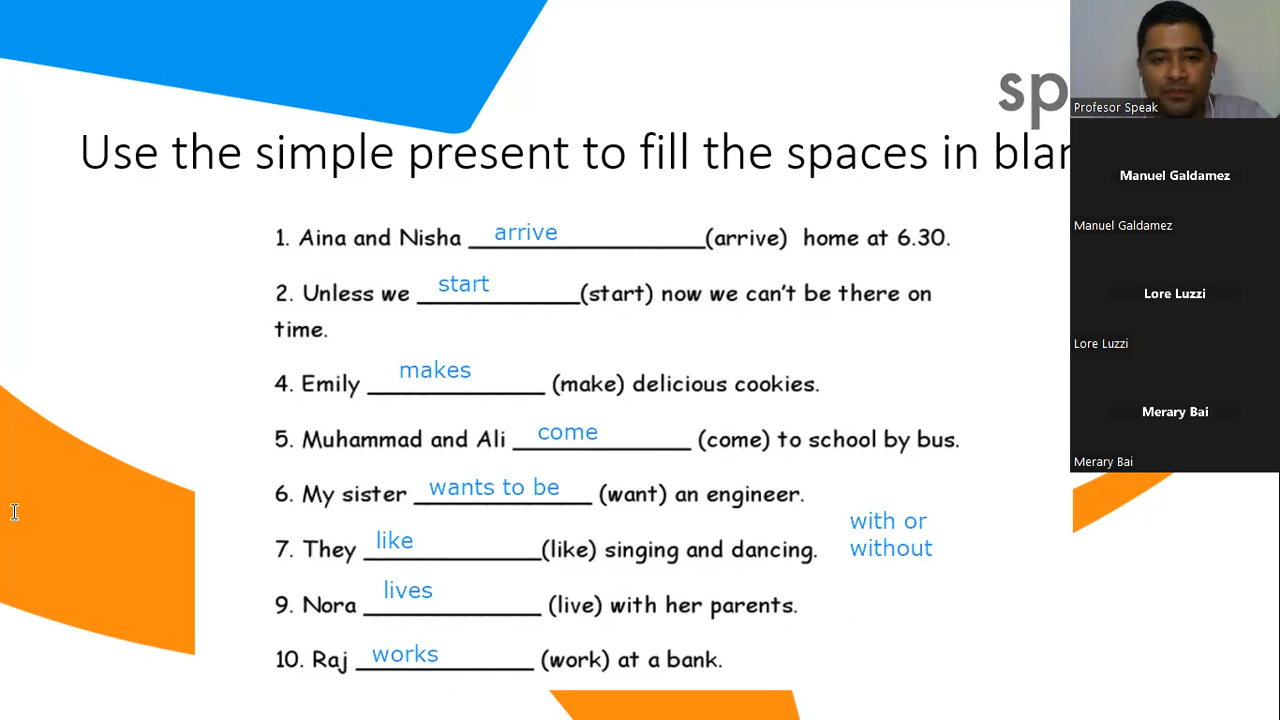 sp
Use the simple present to fill the spaces in blan
1. Aina and Nisha arrive (arrive) home at 6.30.
2. Unless we start (start) now we can't be there on
time.
4. Emily makes (make) delicious cookies.
5. Muhammad and Ali come (come) to school by bus.
6. My sister wants to be (want) an engineer.
7. They like (like) singing and dancing.
with or
without
9. Nora lives (live) with her parents.
10. Raj works (work) at a bank.
Profesor Speak
Manuel Galdamez
Manuel Galdamez
Lore Luzzi
Lore Luzzi
Merary Bai
Merary Bai